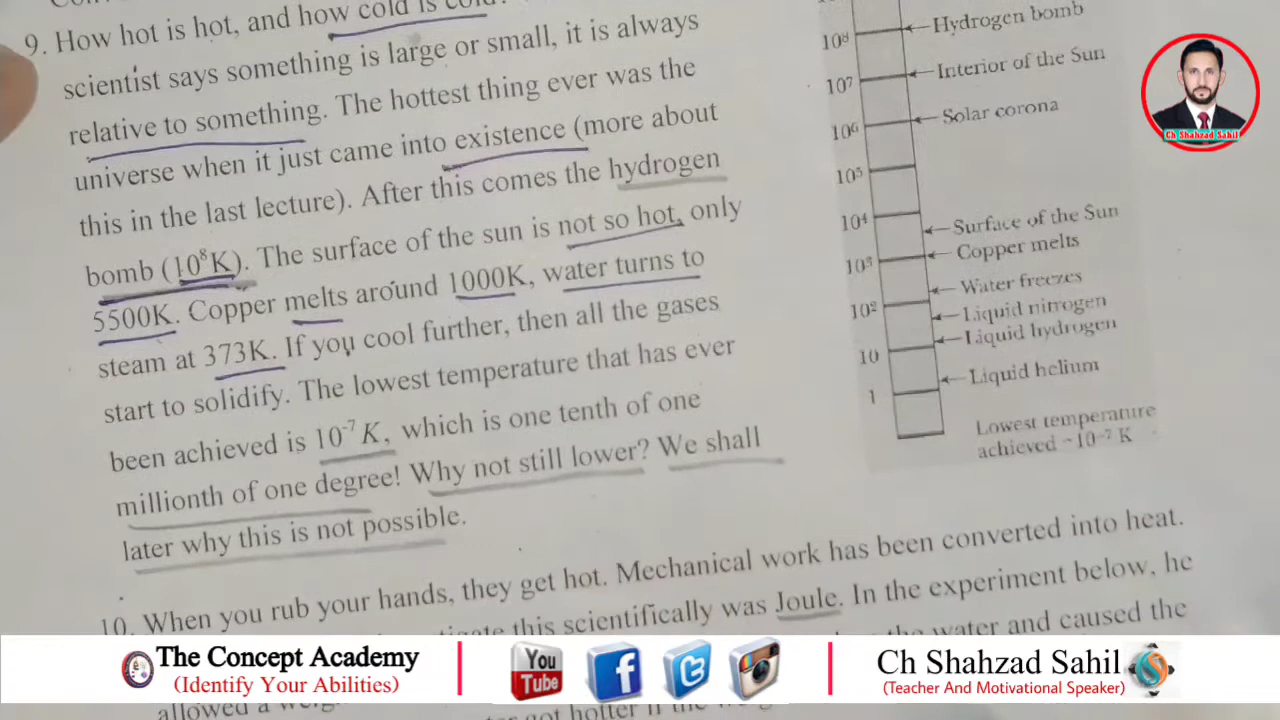 9. How hot is hot, and how cold is cold?
scientist says something is large or small, it is always
relative to something. The hottest thing ever was the
universe when it just came into existence (more about
this in the last lecture). After this comes the hydrogen
bomb (10⁸K). The surface of the sun is not so hot, only
5500K. Copper melts around 1000K, water turns to
steam at 373K. If you cool further, then all the gases
start to solidify. The lowest temperature that has ever
been achieved is 10⁻⁷ K, which is one tenth of one
millionth of one degree! Why not still lower? We shall
later why this is not possible.
10⁸
10⁷
10⁶
10⁵
10⁴
10³
10²
10
1
Hydrogen bomb
Interior of the Sun
Solar corona
Surface of the Sun
Copper melts
Water freezes
Liquid nitrogen
Liquid hydrogen
Liquid helium
Lowest temperature
achieved ~10⁻⁷ K
10. When you rub your hands, they get hot. Mechanical work has been converted into heat.
this scientifically was Joule. In the experiment below, he
the water and caused the
allowed a
got hotter if the
Ch Shahzad Sahil
The Concept Academy
(Identify Your Abilities)
You
Tube
Ch Shahzad Sahil
(Teacher And Motivational Speaker)